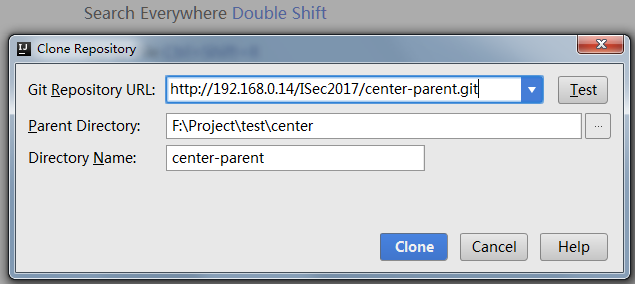 Search Everywhere Double Shift
IJ Clone Repository
Git Repository URL: http://192.168.0.14/ISec2017/center-parent.git Test
Parent Directory: F:\Project\test\center ...
Directory Name: center-parent
Clone Cancel Help